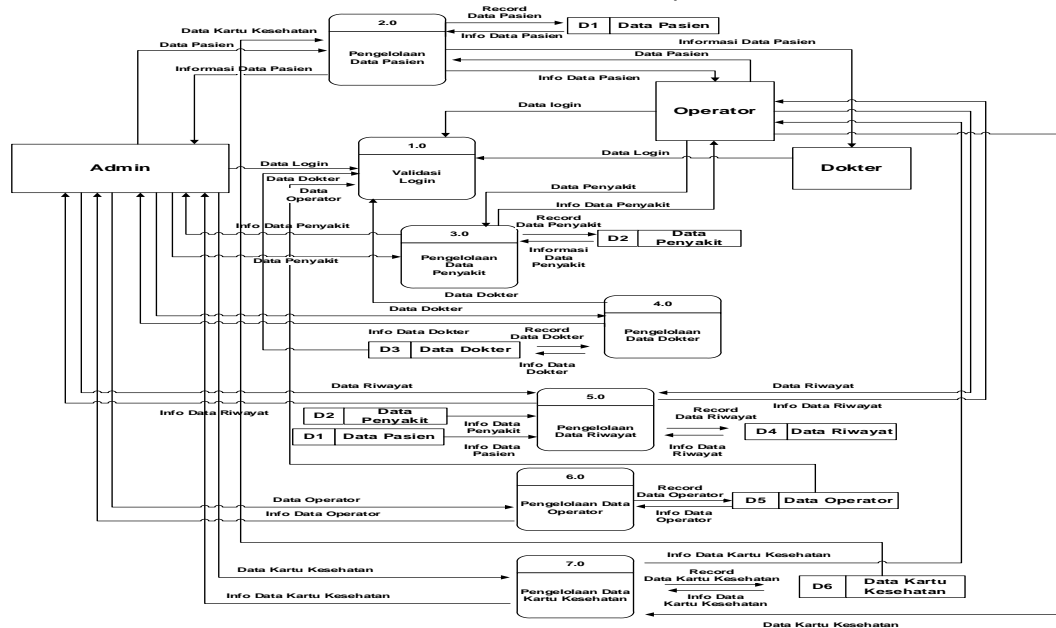 Record
Data Pasien
2.0
D1 Data Pasien
Data Kartu Kesehatan
Info Data Pasien
Data Pasien
Pengelolaan
Data Pasien
Informasi Data Pasien
Data Pasien
Informasi Data Pasien
Info Data Pasien
Operator
Data login
1.0
Admin
Data Login
Validasi
Login
Data Login
Dokter
Data Dokter
Data
Operator
Data Penyakit
Info Data Penyakit
Info Data Penyakit
3.0
Record
Data Penyakit
D2 Data
Penyakit
Pengelolaan
Data
Penyakit
Informasi
Data
Penyakit
Data Penyakit
Data Dokter
4.0
Data Dokter
Info Data Dokter
Record
Data Dokter
Pengelolaan
Data Dokter
D3 Data Dokter
Info Data
Dokter
Data Riwayat
Data Riwayat
5.0
Info Data Riwayat
Info Data Riwayat
D2 Data
Penyakit
Info Data
Penyakit
Pengelolaan
Data Riwayat
Record
Data Riwayat
D4 Data Riwayat
D1 Data Pasien
Info Data
Pasien
Info Data
Riwayat
6.0
Data Operator
Record
Data Operator
D5 Data Operator
Pengelolaan Data
Operator
Info Data Operator
Info Data
Operator
7.0
Info Data Kartu Kesehatan
Data Kartu Kesehatan
Record
Data Kartu Kesehatan
D6 Data Kartu
Kesehatan
Pengelolaan Data
Kartu Kesehatan
Info Data Kartu Kesehatan
Info Data
Kartu Kesehatan
Data Kartu Kesehatan